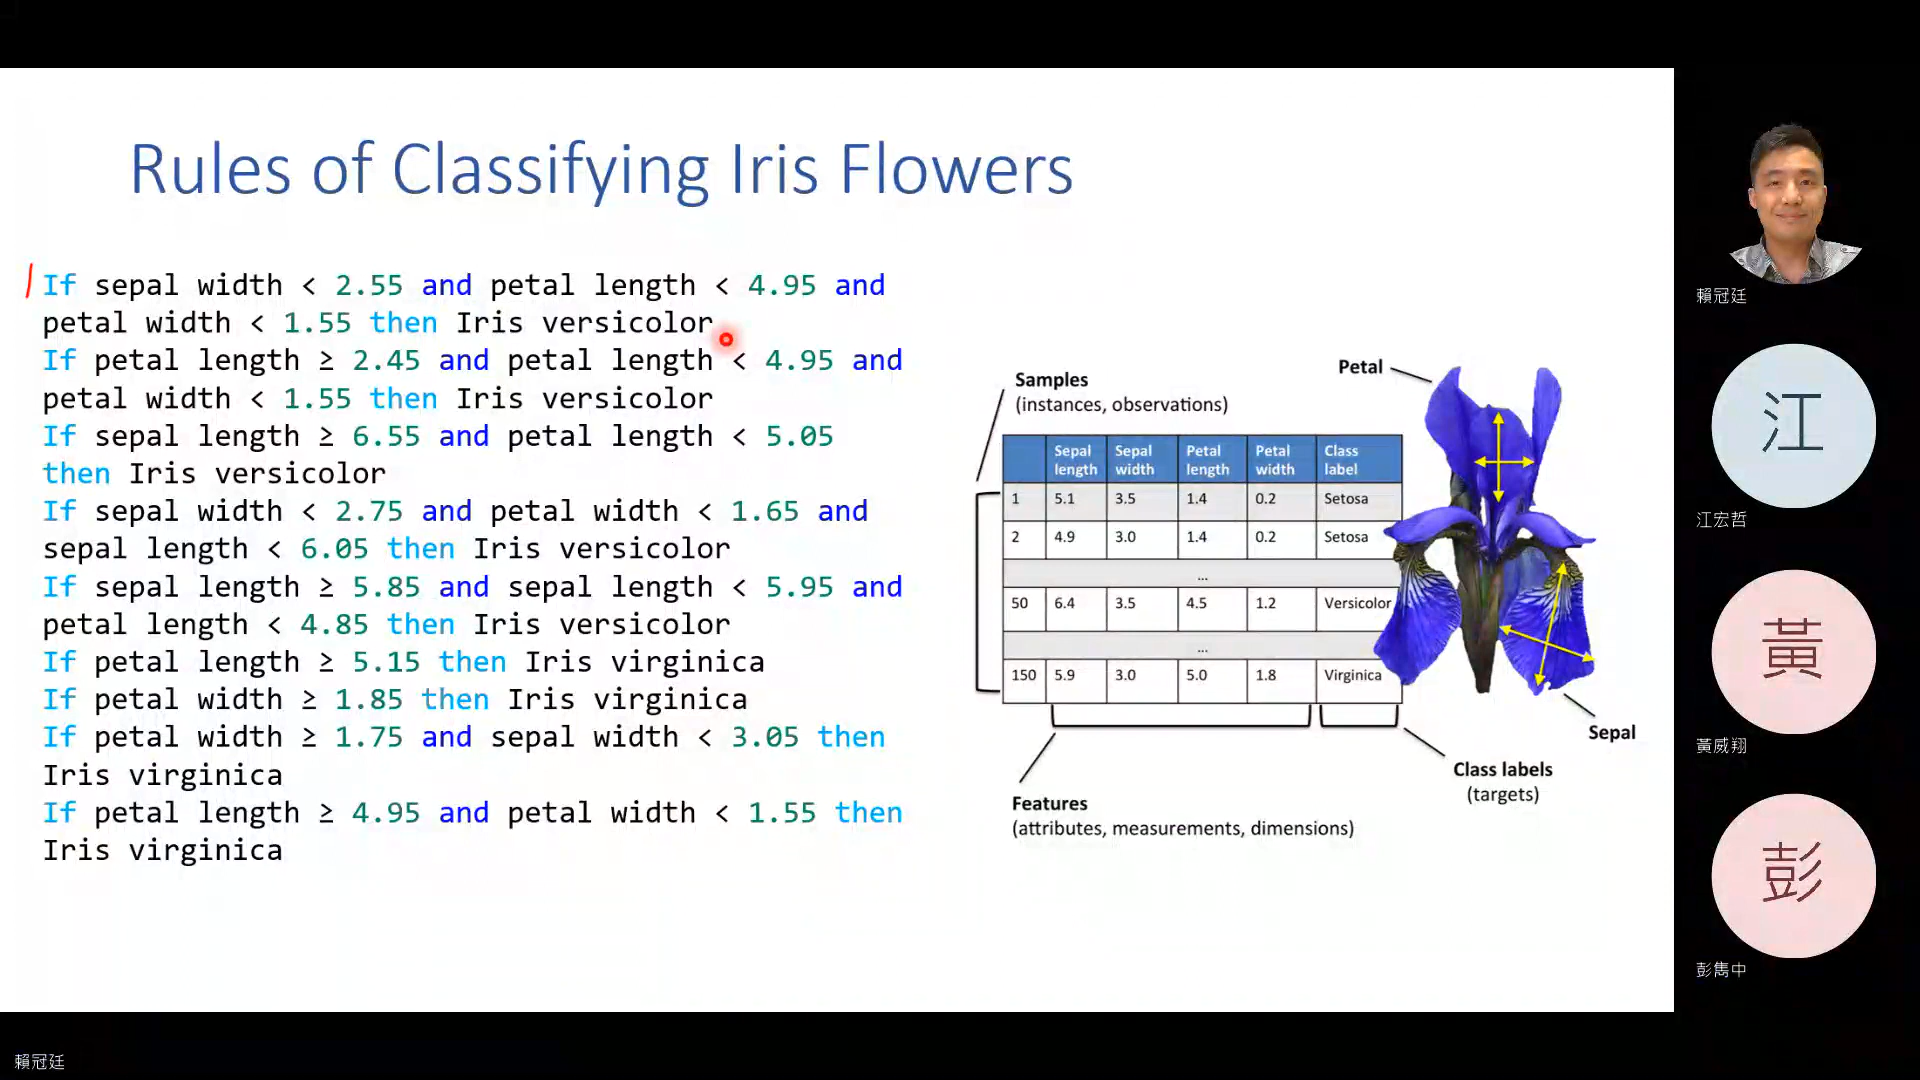 Rules of Classifying Iris Flowers
If sepal width < 2.55 and petal length < 4.95 and
petal width < 1.55 then Iris versicolor
If petal length ≥ 2.45 and petal length < 4.95 and
petal width < 1.55 then Iris versicolor
If sepal length ≥ 6.55 and petal length < 5.05
then Iris versicolor
If sepal width < 2.75 and petal width < 1.65 and
sepal length < 6.05 then Iris versicolor
If sepal length ≥ 5.85 and sepal length < 5.95 and
petal length < 4.85 then Iris versicolor
If petal length ≥ 5.15 then Iris virginica
If petal width ≥ 1.85 then Iris virginica
If petal width ≥ 1.75 and sepal width < 3.05 then
Iris virginica
If petal length ≥ 4.95 and petal width < 1.55 then
Iris virginica
Samples
(instances, observations)
Petal
Sepal length Sepal width Petal length Petal width Class label
1 5.1 3.5 1.4 0.2 Setosa
2 4.9 3.0 1.4 0.2 Setosa
...
50 6.4 3.5 4.5 1.2 Versicolor
...
150 5.9 3.0 5.0 1.8 Virginica
Sepal
Features
(attributes, measurements, dimensions)
Class labels
(targets)
賴冠廷
江
江宏哲
黃
黃威翔
彭
彭雋中
賴冠廷